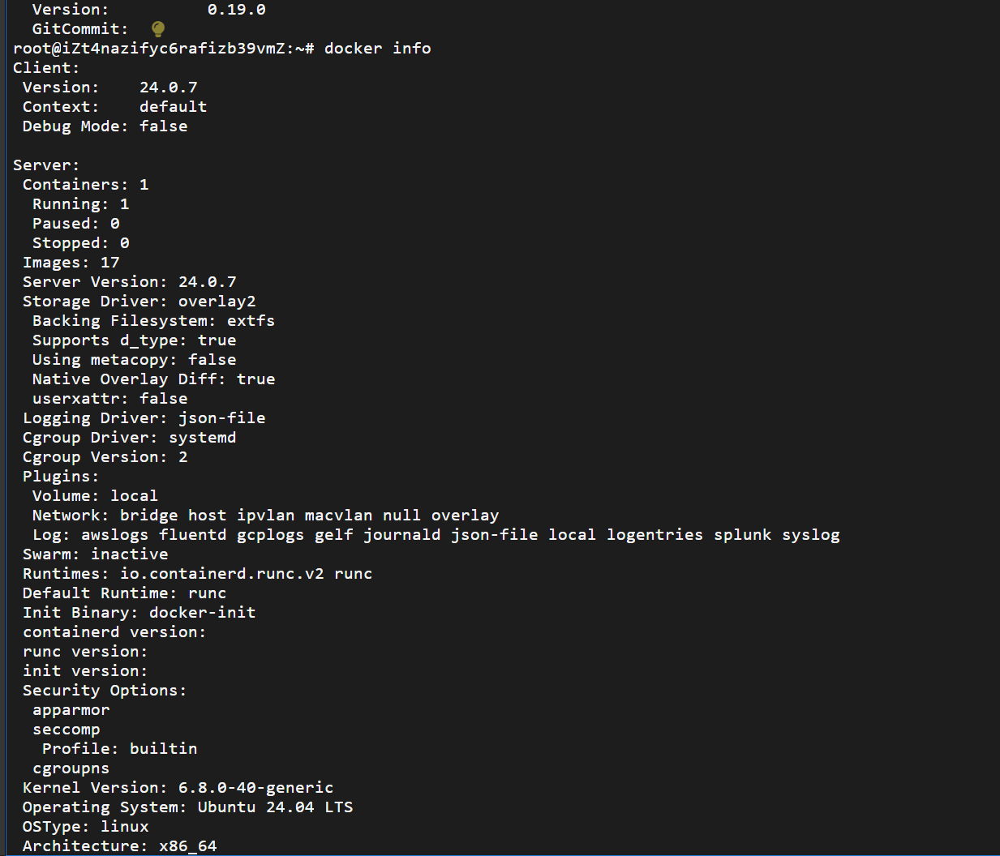 Version: 0.19.0
GitCommit:
root@iZt4nazifyc6rafizb39vmZ:~# docker info
Client:
Version: 24.0.7
Context: default
Debug Mode: false
Server:
Containers: 1
Running: 1
Paused: 0
Stopped: 0
Images: 17
Server Version: 24.0.7
Storage Driver: overlay2
Backing Filesystem: extfs
Supports d_type: true
Using metacopy: false
Native Overlay Diff: true
userxattr: false
Logging Driver: json-file
Cgroup Driver: systemd
Cgroup Version: 2
Plugins:
Volume: local
Network: bridge host ipvlan macvlan null overlay
Log: awslogs fluentd gcplogs gelf journald json-file local logentries splunk syslog
Swarm: inactive
Runtimes: io.containerd.runc.v2 runc
Default Runtime: runc
Init Binary: docker-init
containerd version:
runc version:
init version:
Security Options:
apparmor
seccomp
Profile: builtin
cgroupns
Kernel Version: 6.8.0-40-generic
Operating System: Ubuntu 24.04 LTS
OSType: linux
Architecture: x86_64